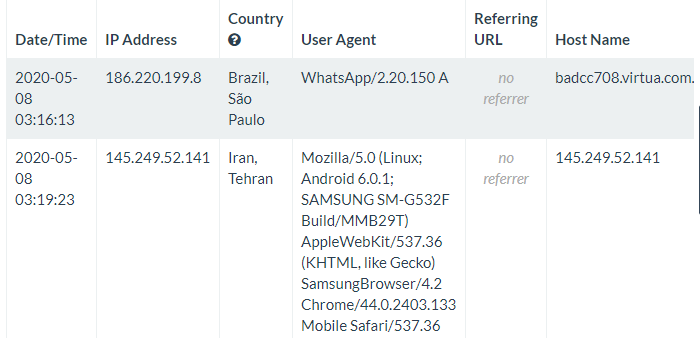 Date/Time IP Address Country User Agent Referring URL Host Name
2020-05-08 03:16:13 186.220.199.8 Brazil, São Paulo WhatsApp/2.20.150 A no referrer badcc708.virtua.com.
2020-05-08 03:19:23 145.249.52.141 Iran, Tehran Mozilla/5.0 (Linux; Android 6.0.1; SAMSUNG SM-G532F Build/MMB29T) AppleWebKit/537.36 (KHTML, like Gecko) SamsungBrowser/4.2 Chrome/44.0.2403.133 Mobile Safari/537.36 no referrer 145.249.52.141